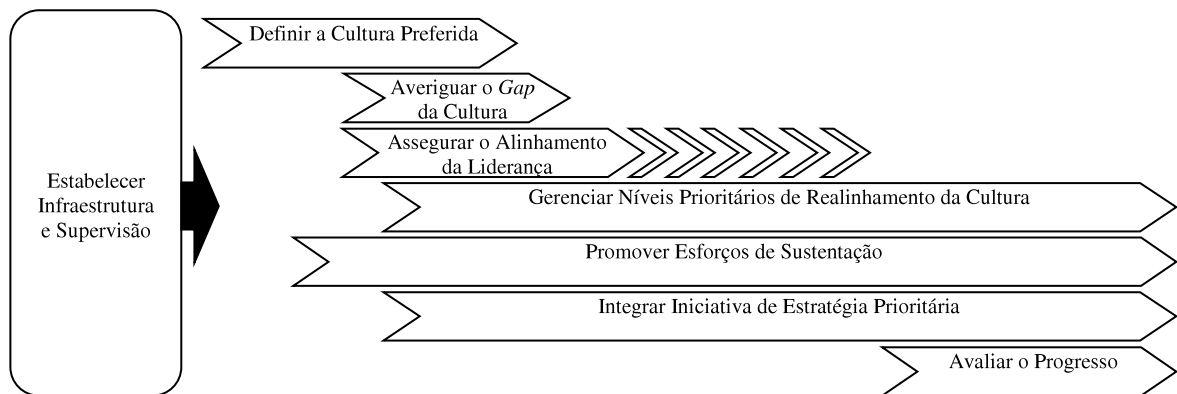 Definir a Cultura Preferida
Averiguar o Gap
da Cultura
Assegurar o Alinhamento
da Liderança
Estabelecer
Infraestrutura
e Supervisão
Gerenciar Níveis Prioritários de Realinhamento da Cultura
Promover Esforços de Sustentação
Integrar Iniciativa de Estratégia Prioritária
Avaliar o Progresso